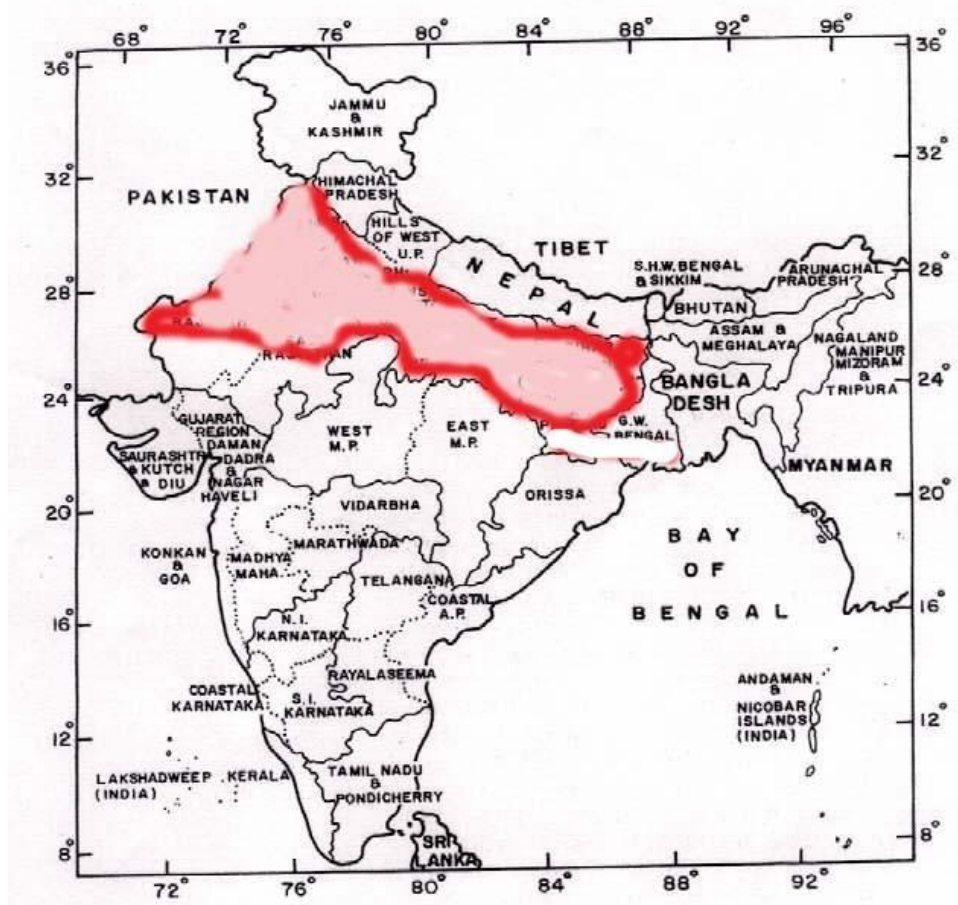 68° 72° 76° 80° 84° 88° 92° 96°
36° 36°
JAMMU
&
KASHMIR
32° 32°
PAKISTAN
HIMACHAL
PRADESH
HILLS
OF WEST
U.P.
TIBET
NEPAL
S.H.W. BENGAL
& SIKKIM
ARUNACHAL
PRADESH
28° 28°
BHUTAN
ASSAM &
MEGHALAYA
NAGALAND
MANIPUR
MIZORAM
&
TRIPURA
24° 24°
BANGLA
DESH
G.W.
BENGAL
GUJARAT
REGION
DAMAN
DADRA
&
NAGAR
HAVELI
WEST
M.P.
EAST
M.P.
SAURASHTR
& KUTCH
& DIU
MYANMAR
20° 20°
ORISSA
VIDARBHA
MARATHWADA
KONKAN
&
GOA
MADHYA
MAHA.
TELANGANA
COASTAL
A.P.
BAY
OF
BENGAL
16° 16°
N.I.
KARNATAKA
RAYALASEEMA
COASTAL
KARNATAKA
S.I.
KARNATAKA
ANDAMAN
&
NICOBAR
ISLANDS
(INDIA)
12° 12°
LAKSHADWEEP
(INDIA)
KERALA
TAMIL NADU
&
PONDICHERRY
SRI
LANKA
8° 8°
72° 76° 80° 84° 88° 92°